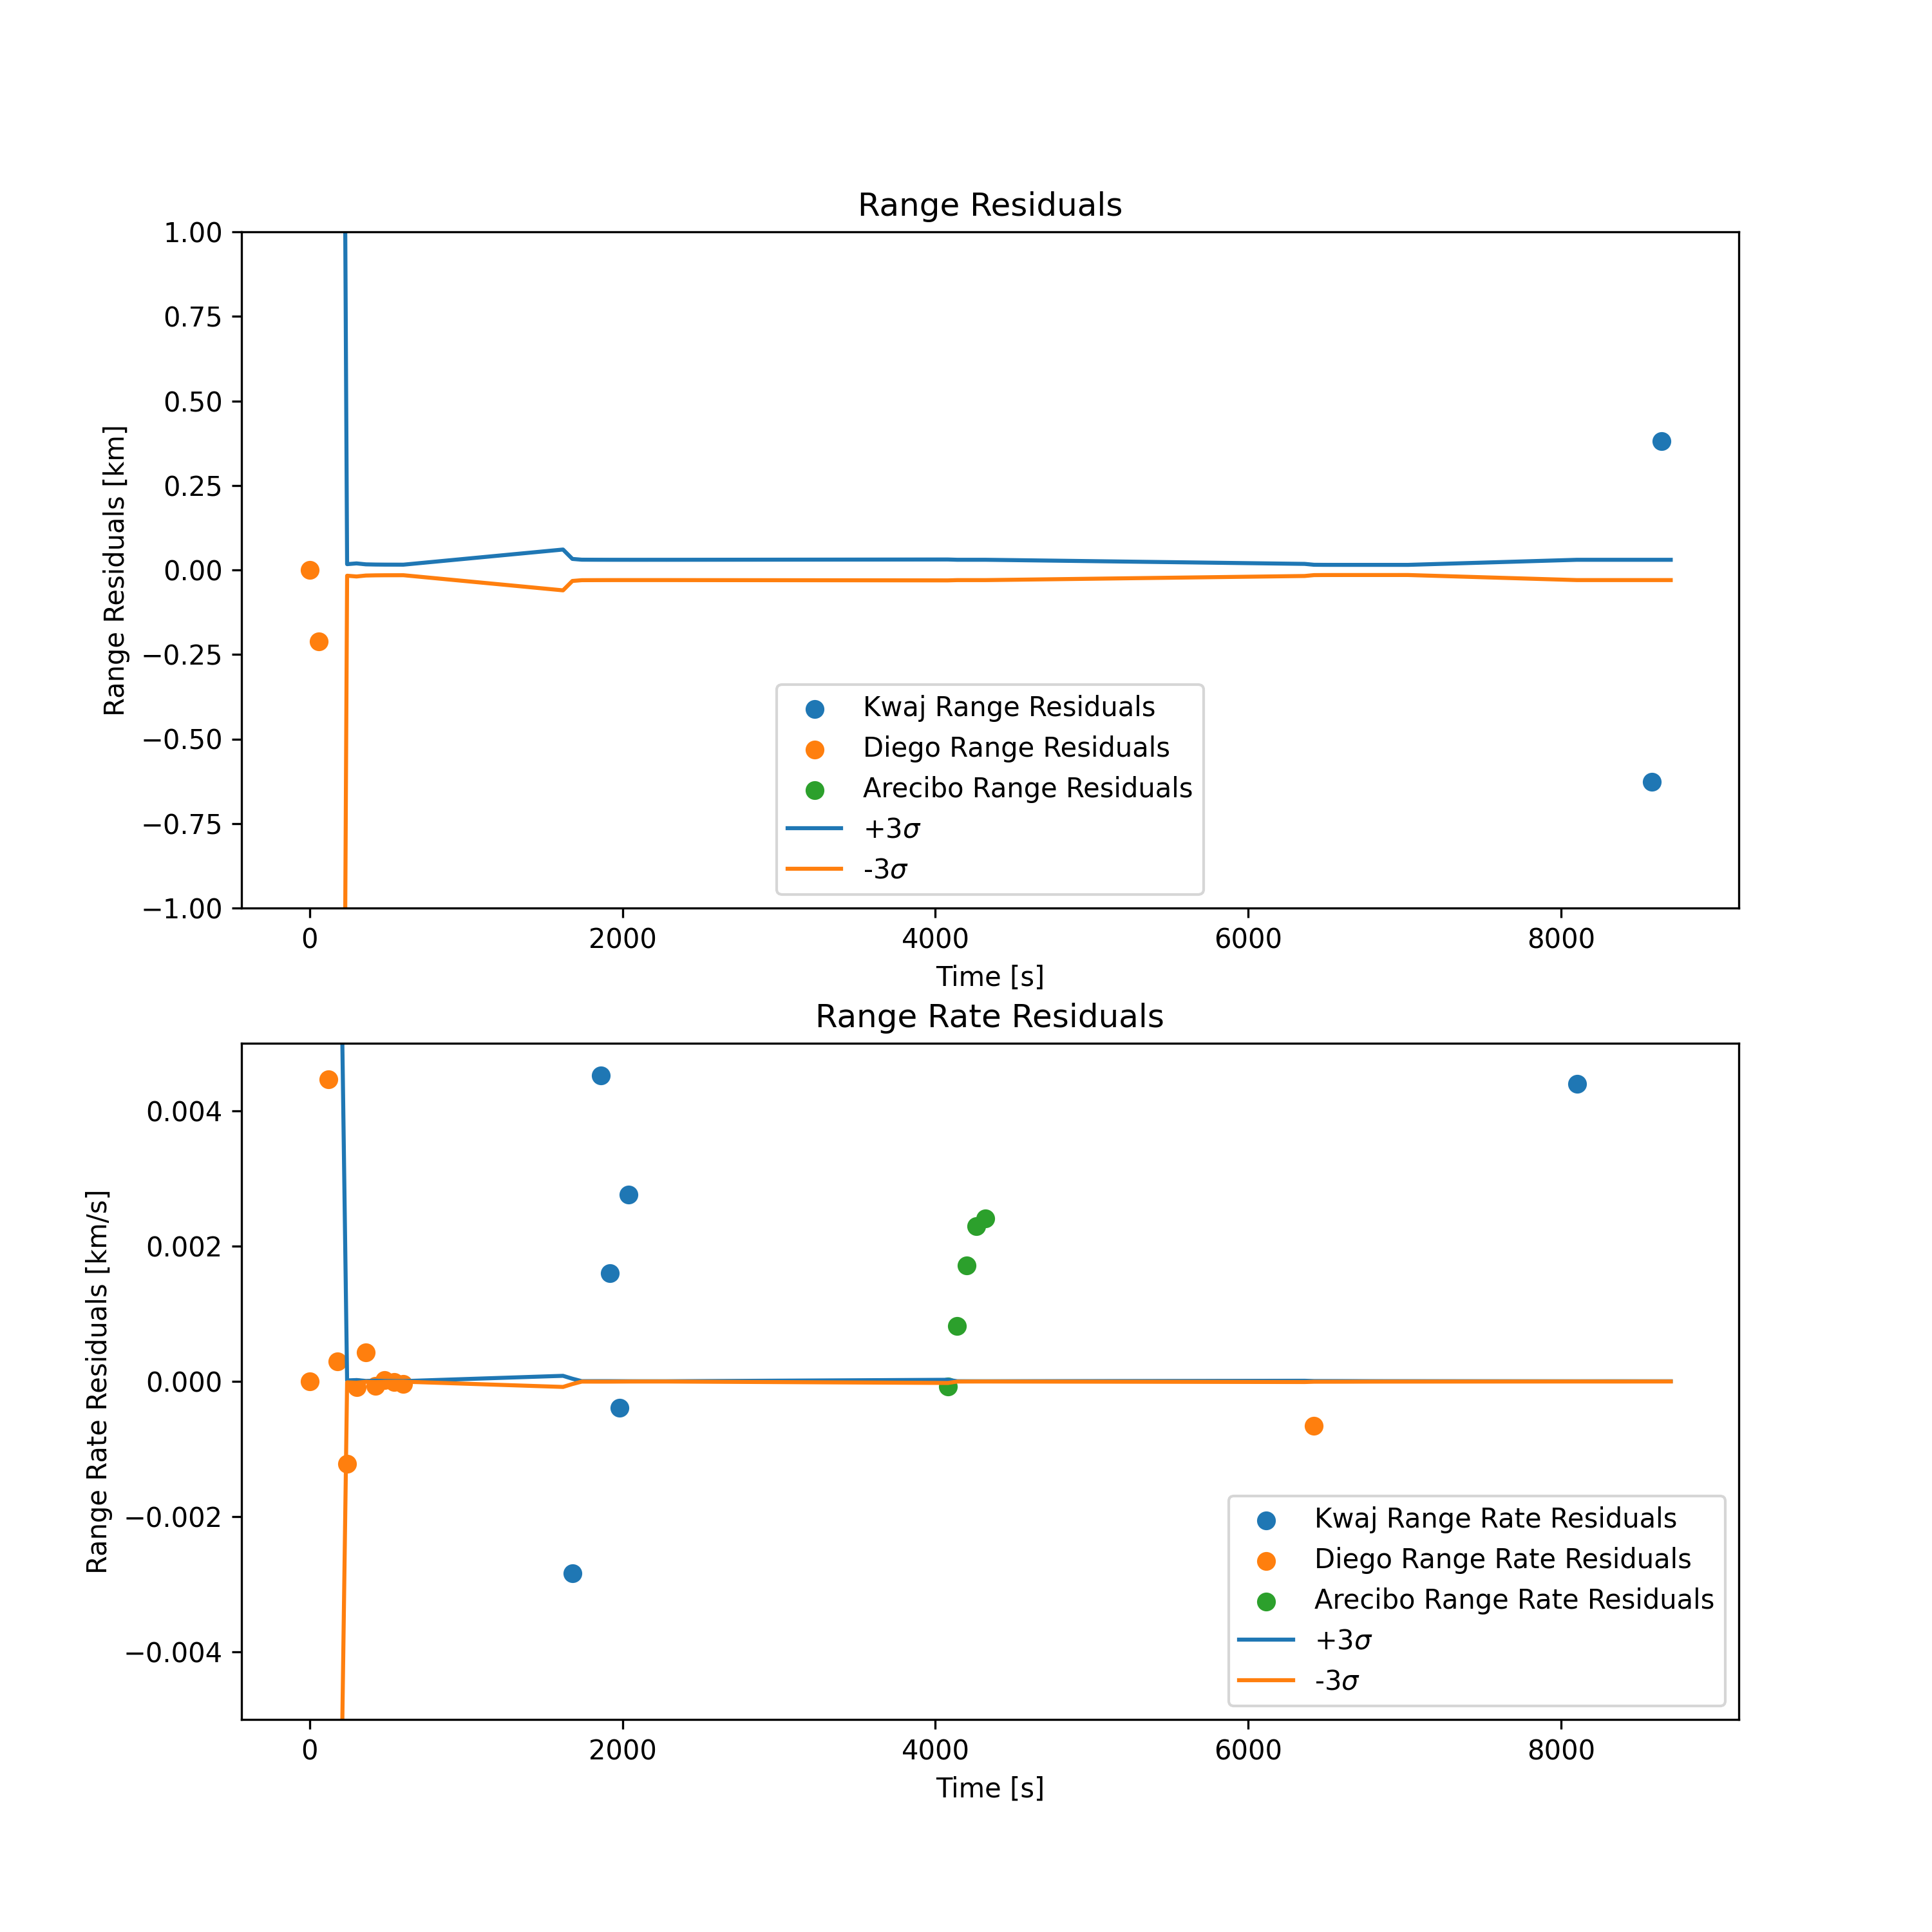 Range Residuals
1.00
0.75
0.50
0.25
0.00
−0.25
−0.50
−0.75
−1.00
Range Residuals [km]
Kwaj Range Residuals
Diego Range Residuals
Arecibo Range Residuals
+3σ
-3σ
0 2000 4000 6000 8000
Time [s]
Range Rate Residuals
0.004
0.002
0.000
−0.002
−0.004
Range Rate Residuals [km/s]
Kwaj Range Rate Residuals
Diego Range Rate Residuals
Arecibo Range Rate Residuals
+3σ
-3σ
0 2000 4000 6000 8000
Time [s]